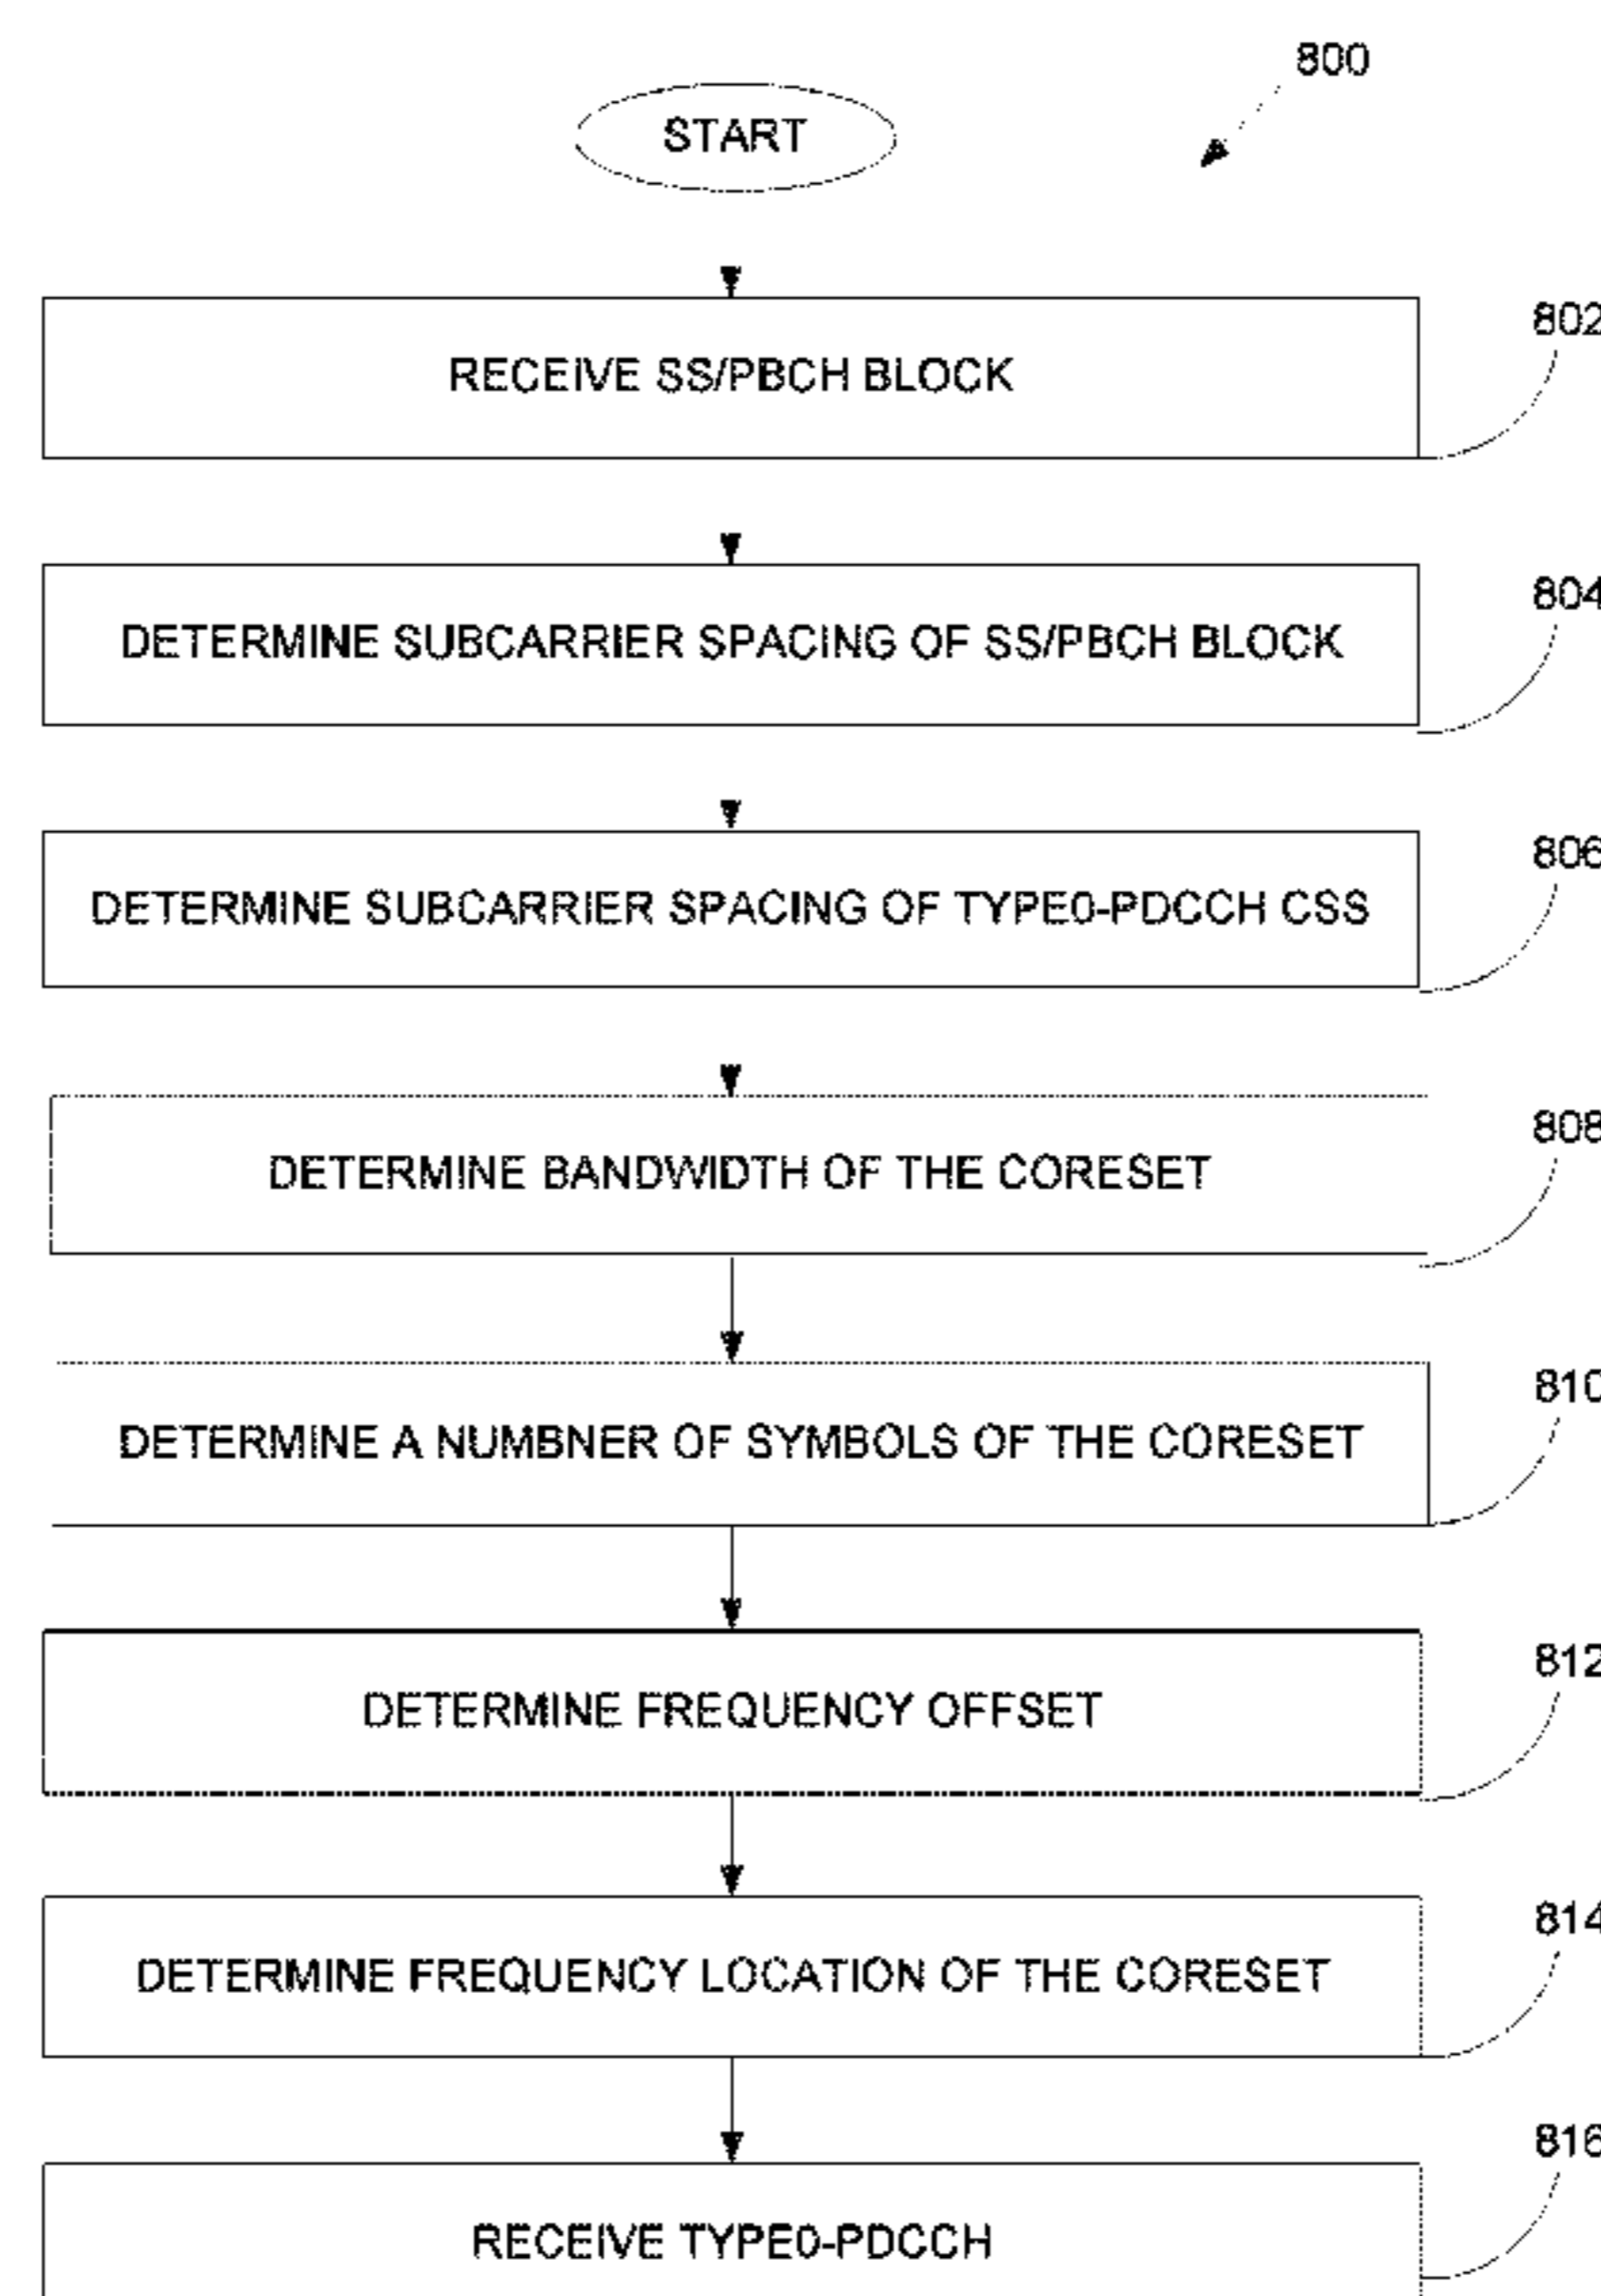 800
START
802
RECEIVE SS/PBCH BLOCK
804
DETERMINE SUBCARRIER SPACING OF SS/PBCH BLOCK
806
DETERMINE SUBCARRIER SPACING OF TYPE0-PDCCH CSS
808
DETERMINE BANDWIDTH OF THE CORESET
810
DETERMINE A NUMBNER OF SYMBOLS OF THE CORESET
812
DETERMINE FREQUENCY OFFSET
814
DETERMINE FREQUENCY LOCATION OF THE CORESET
816
RECEIVE TYPE0-PDCCH